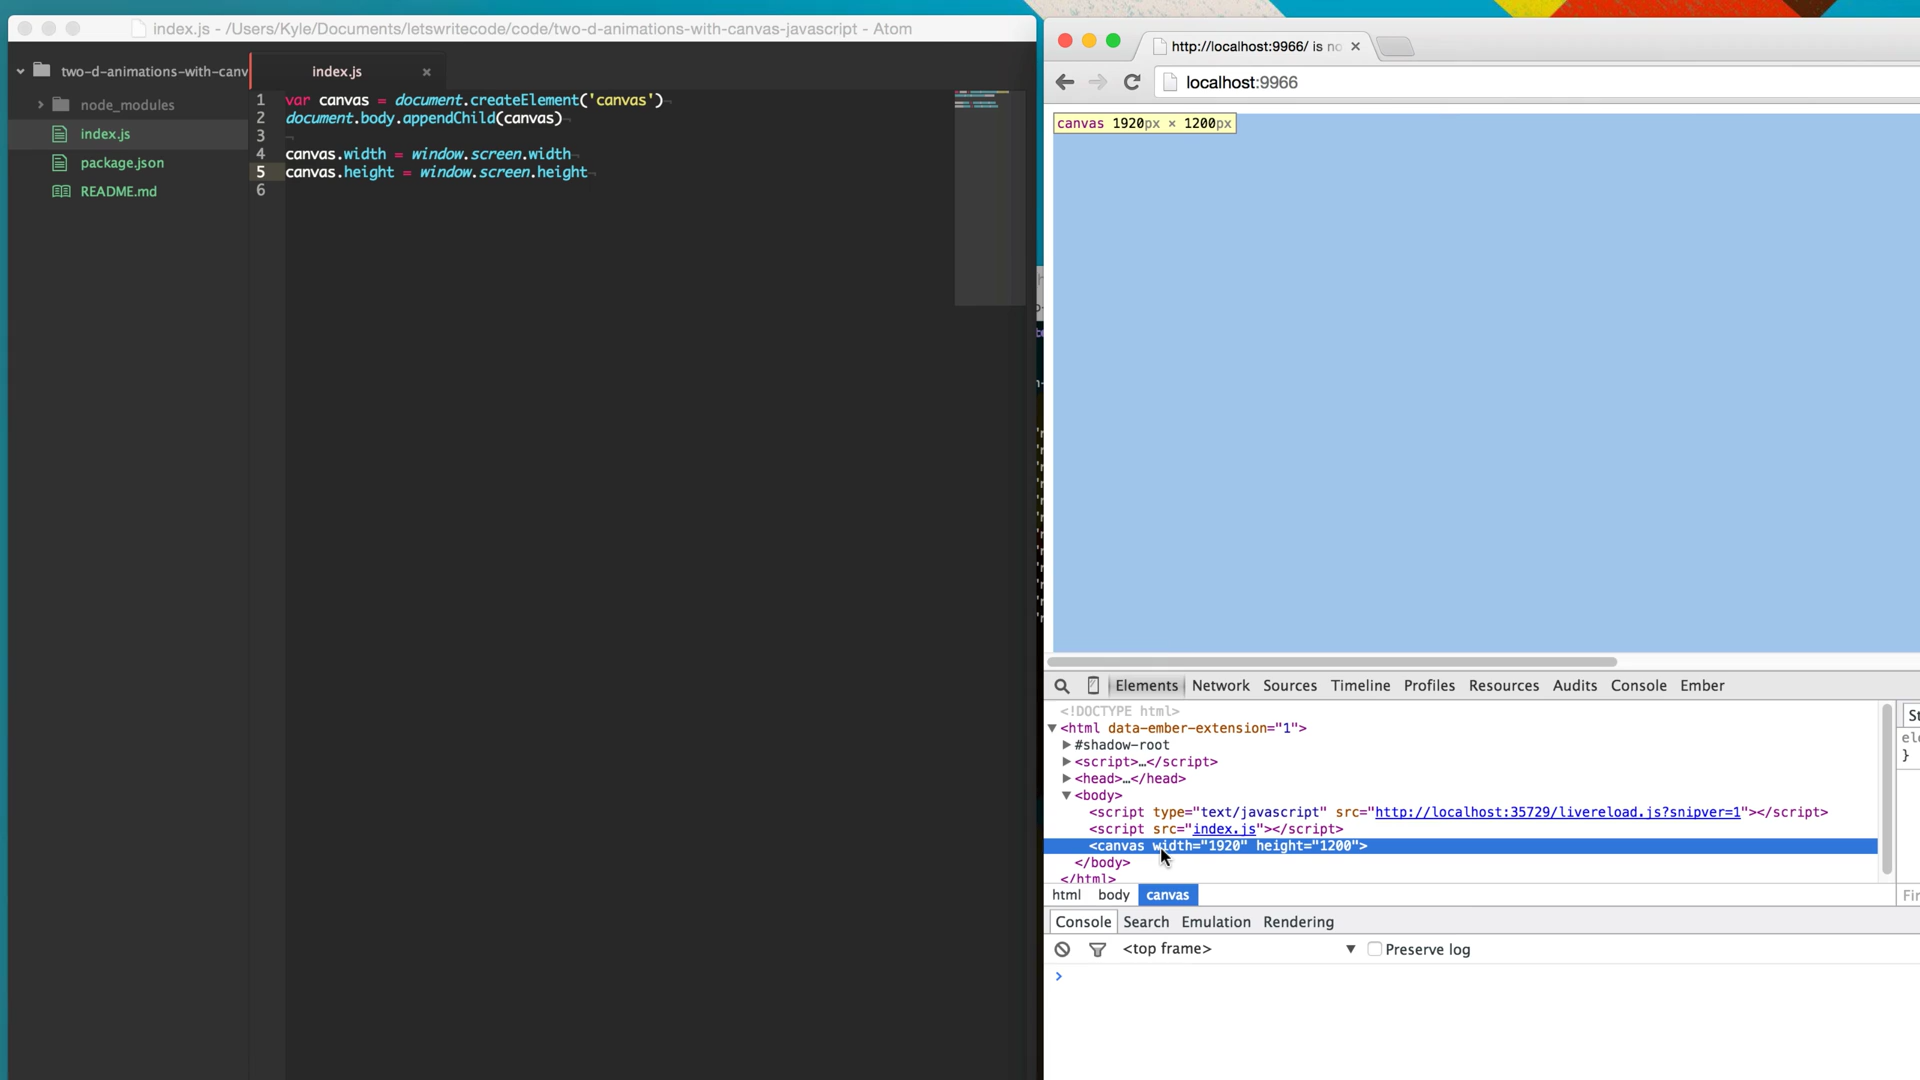 index.js - /Users/Kyle/Documents/letswritecode/code/two-d-animations-with-canvas-javascript - Atom
two-d-animations-with-canv
node_modules
index.js
package.json
README.md
index.js
1 var canvas = document.createElement('canvas')
2 document.body.appendChild(canvas)
3
4 canvas.width = window.screen.width
5 canvas.height = window.screen.height
6
http://localhost:9966/ is no
localhost:9966
canvas 1920px × 1200px
Elements Network Sources Timeline Profiles Resources Audits Console Ember
<!DOCTYPE html>
<html data-ember-extension="1">
#shadow-root
<script>…</script>
<head>…</head>
<body>
<script type="text/javascript" src="http://localhost:35729/livereload.js?snipver=1"></script>
<script src="index.js"></script>
<canvas width="1920" height="1200">
</body>
</html>
html body canvas
St
ele
}
Console Search Emulation Rendering
Fin
<top frame> Preserve log